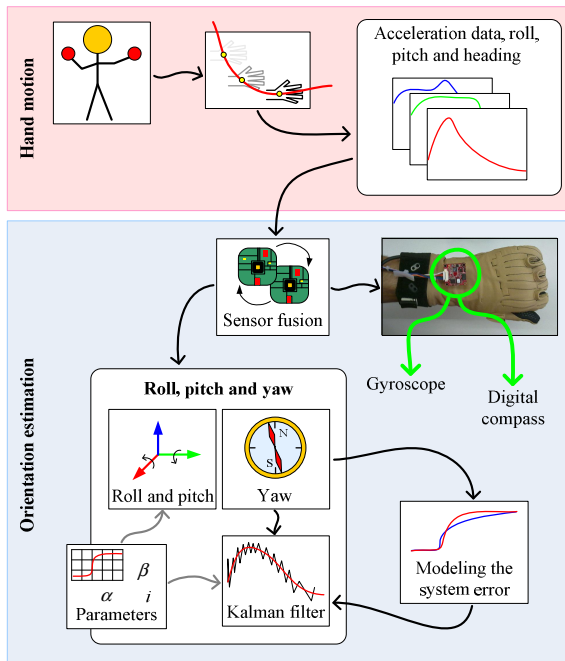 Hand motion
Acceleration data, roll,
pitch and heading
Orientation estimation
Sensor fusion
Gyroscope
Digital
compass
Roll, pitch and yaw
Roll and pitch
N
S
Yaw
β
α i
Parameters
Kalman filter
Modeling the
system error